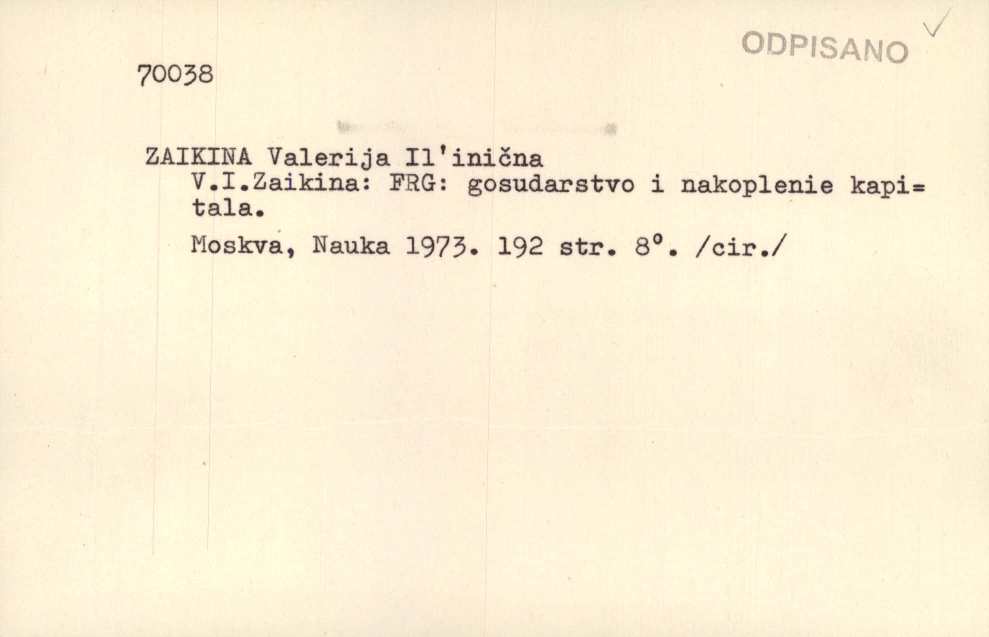 ODPISANO
70038
ZAIKINA Valerija Il'inična
V.I.Zaikina: FRG: gosudarstvo i nakoplenie kapi=
tala.
Moskva, Nauka 1973. 192 str. 8°. /cir./